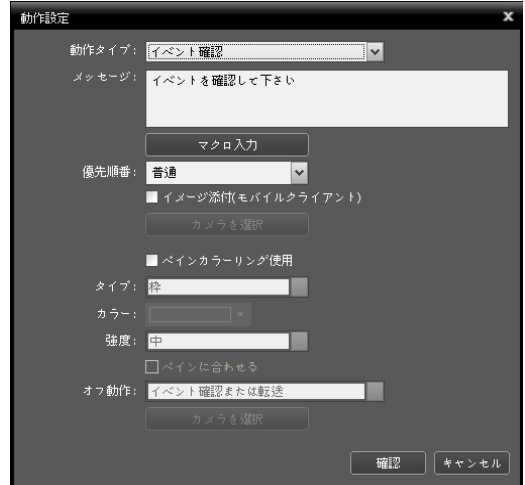 動作設定
動作タイプ: イベント確認
メッセージ: イベントを確認して下さい
マクロ入力
優先順番: 普通
イメージ添付(モバイルクライアント)
カメラを選択
ペインカラーリング使用
タイプ: 枠
カラー:
強度: 中
ペインに合わせる
オフ動作: イベント確認または転送
カメラを選択
確認 キャンセル